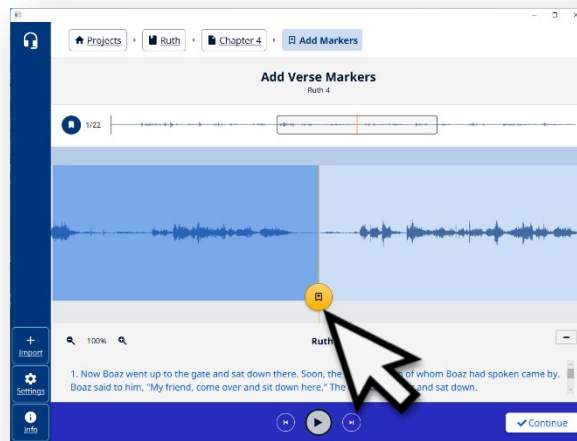 Projects
Ruth
Chapter 4
Add Markers
Add Verse Markers
Ruth 4
1/22
100%
Ruth
1. Now Boaz went up to the gate and sat down there. Soon, the of whom Boaz had spoken came by.
Boaz said to him, "My friend, come over and sit down here." The and sat down.
Import
Settings
Info
Continue